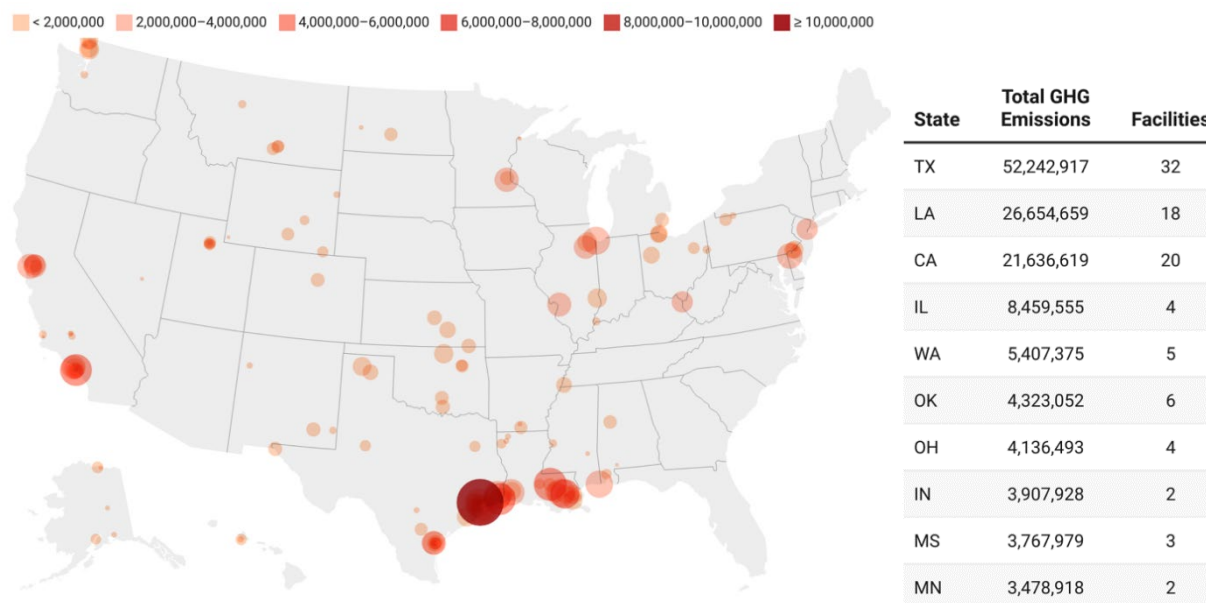 < 2,000,000 2,000,000–4,000,000 4,000,000–6,000,000 6,000,000–8,000,000 8,000,000–10,000,000 ≥ 10,000,000
State Total GHG Emissions Facilities
TX 52,242,917 32
LA 26,654,659 18
CA 21,636,619 20
IL 8,459,555 4
WA 5,407,375 5
OK 4,323,052 6
OH 4,136,493 4
IN 3,907,928 2
MS 3,767,979 3
MN 3,478,918 2